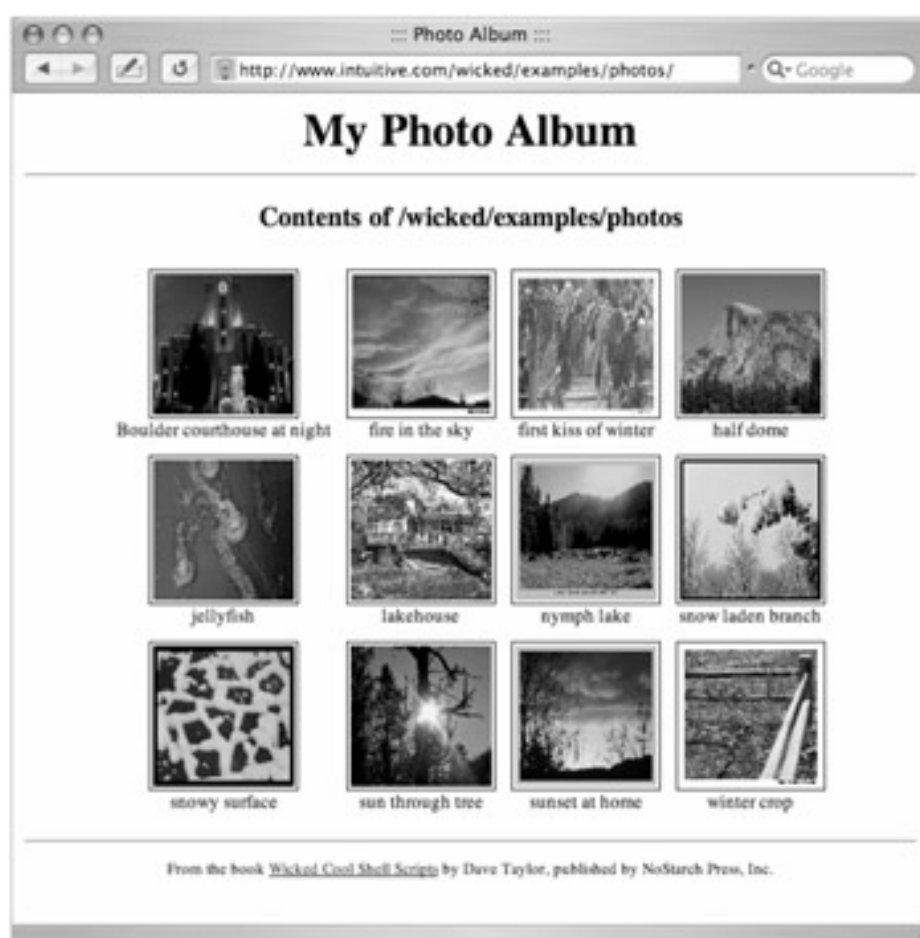 ::: Photo Album :::
http://www.intuitive.com/wicked/examples/photos/
Google
My Photo Album
Contents of /wicked/examples/photos
Boulder courthouse at night fire in the sky first kiss of winter half dome
jellyfish lakehouse nymph lake snow laden branch
snowy surface sun through tree sunset at home winter crop
From the book Wicked Cool Shell Scripts by Dave Taylor, published by NoStarch Press, Inc.